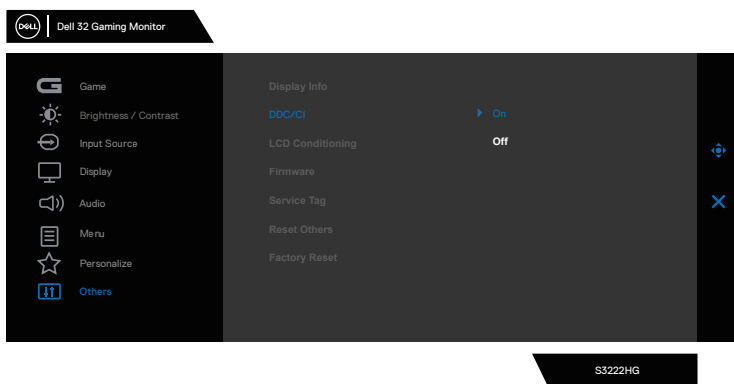 DELL
Dell 32 Gaming Monitor
Game
Display Info
Brightness / Contrast
DDC/CI
On
Input Source
LCD Conditioning
Off
Display
Firmware
Audio
Service Tag
Menu
Reset Others
Personalize
Factory Reset
Others
S3222HG